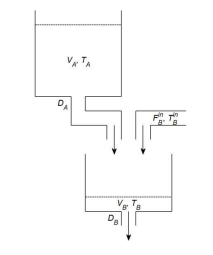 V_A, T_A
D_A
F_B^in, T_B^in
V_B, T_B
D_B